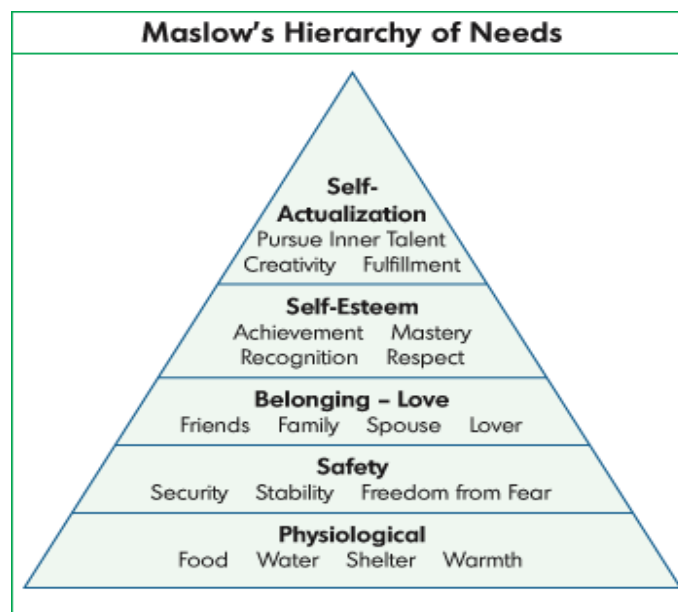 Maslow's Hierarchy of Needs
Self-
Actualization
Pursue Inner Talent
Creativity Fulfillment
Self-Esteem
Achievement Mastery
Recognition Respect
Belonging – Love
Friends Family Spouse Lover
Safety
Security Stability Freedom from Fear
Physiological
Food Water Shelter Warmth